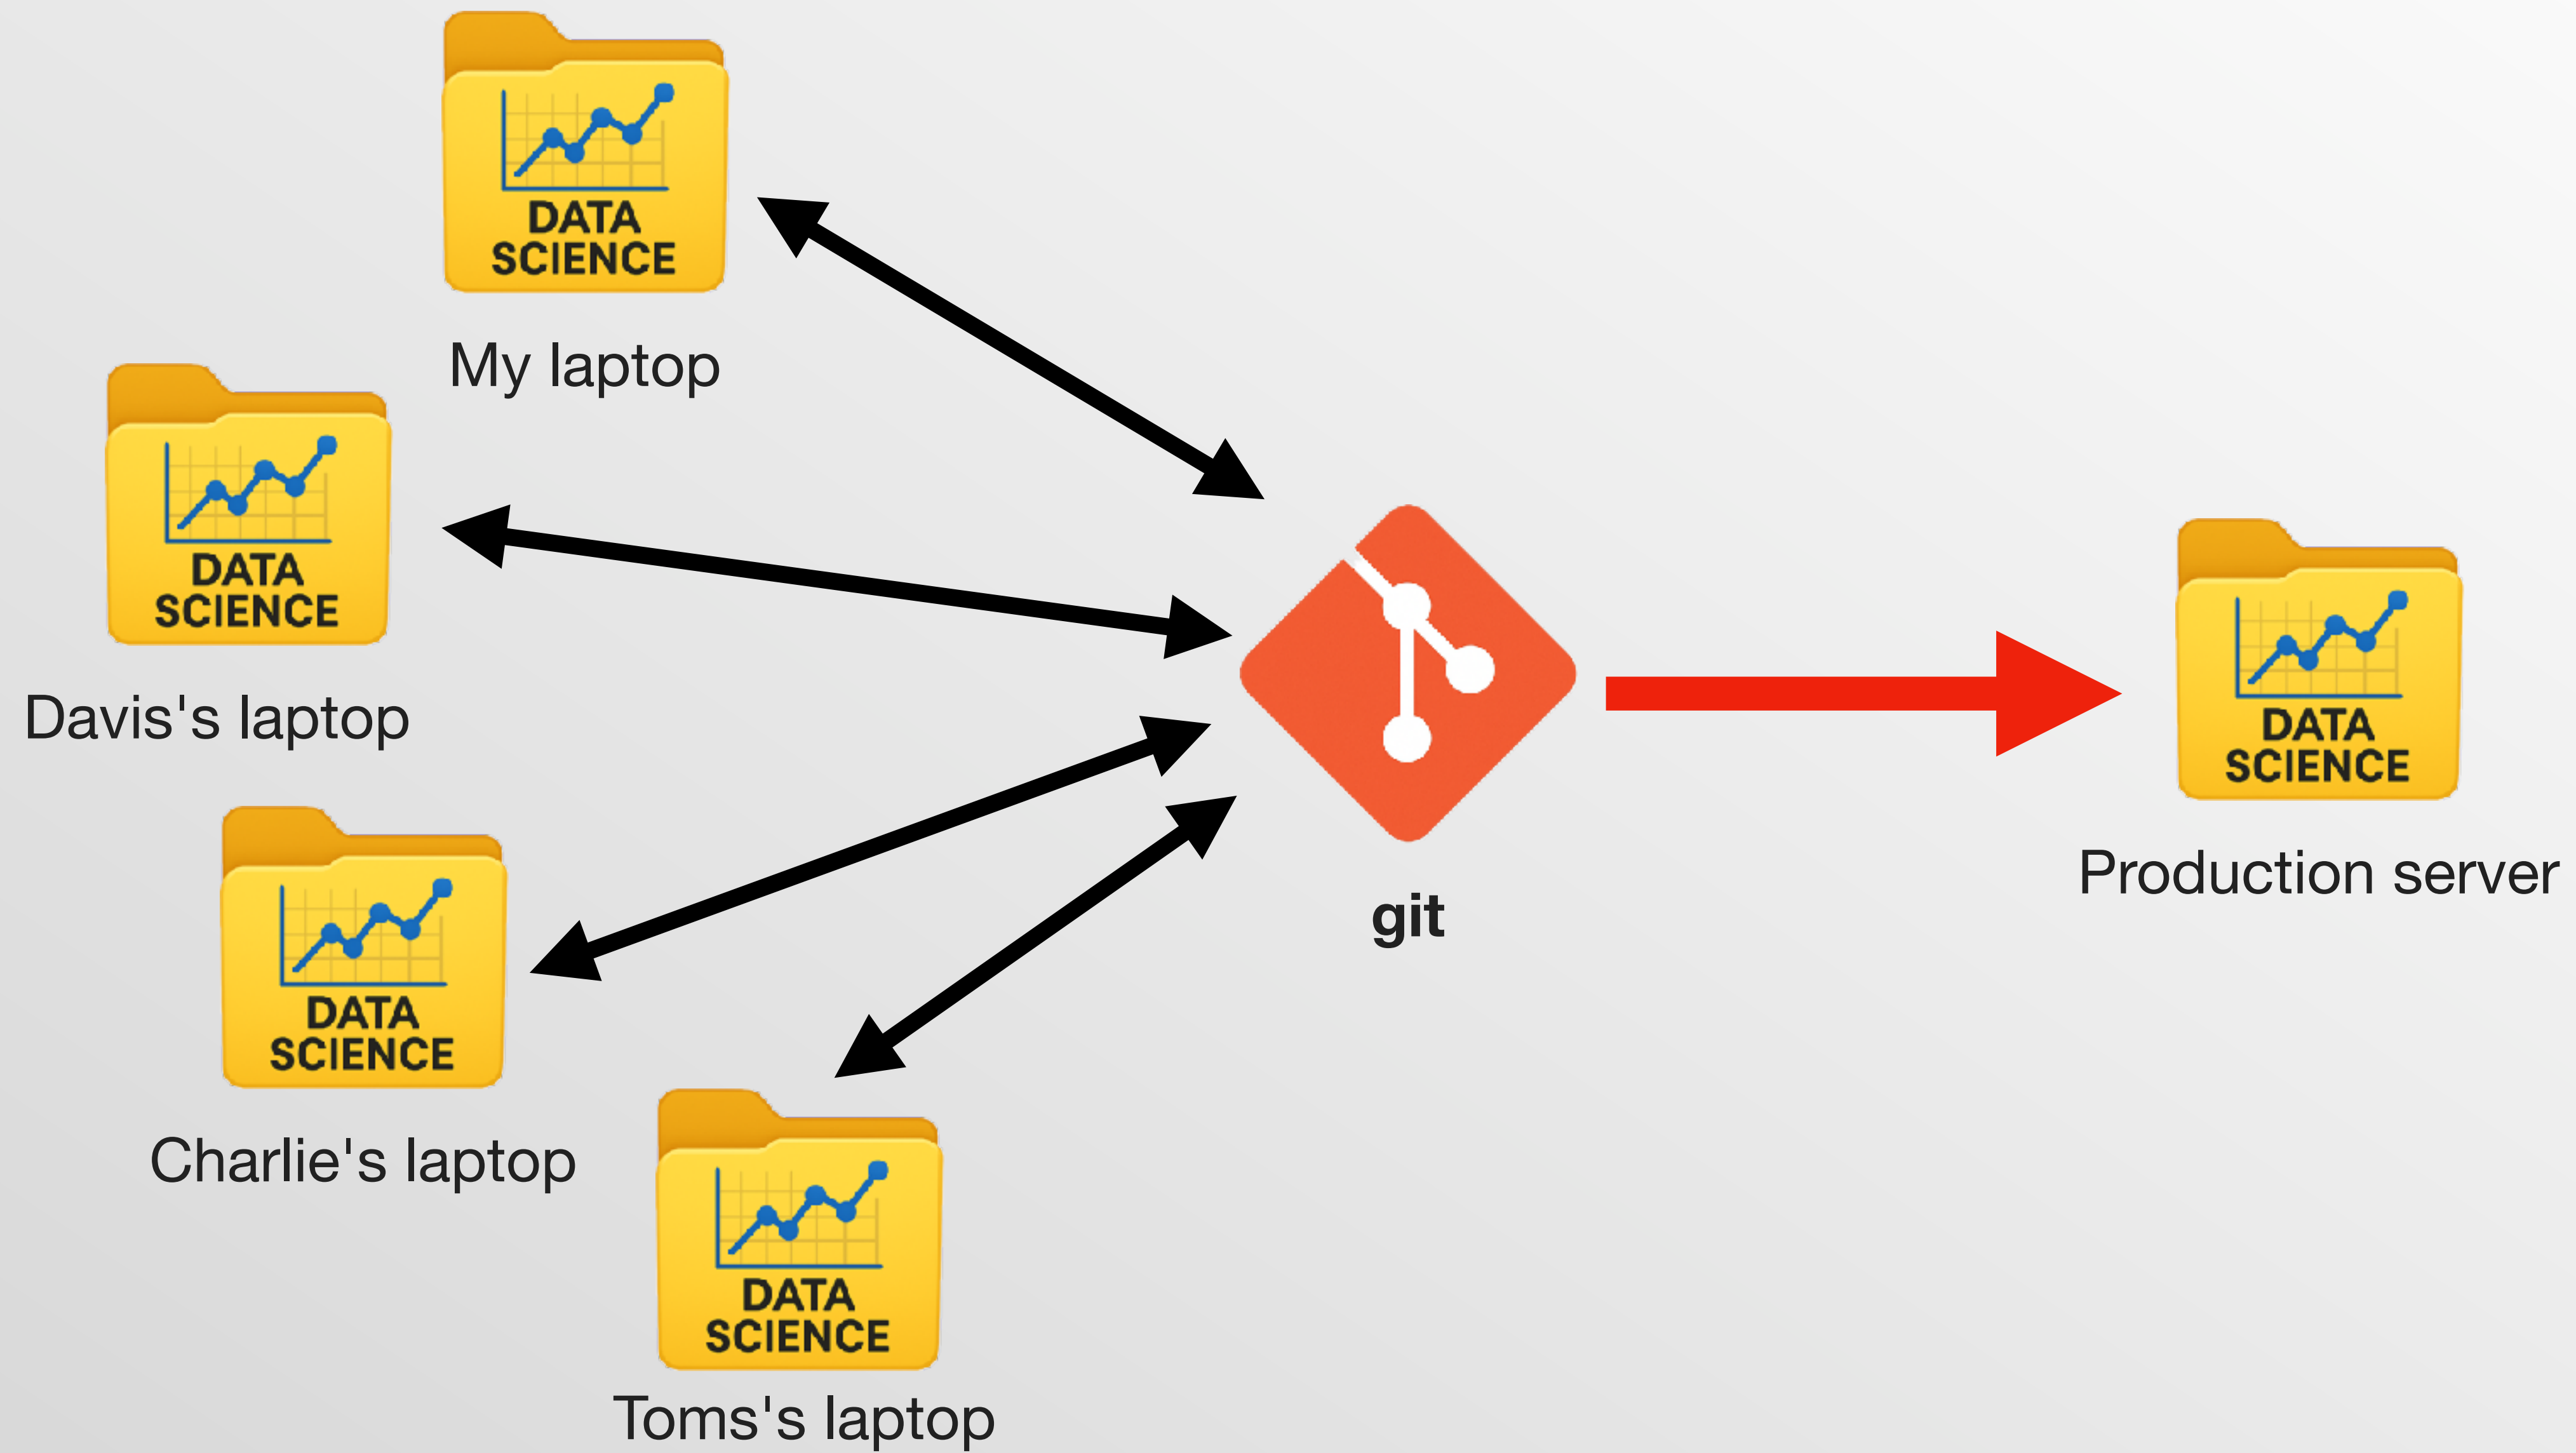 DATA
SCIENCE
My laptop
DATA
SCIENCE
Davis's laptop
DATA
SCIENCE
Charlie's laptop
DATA
SCIENCE
Toms's laptop
git
DATA
SCIENCE
Production server